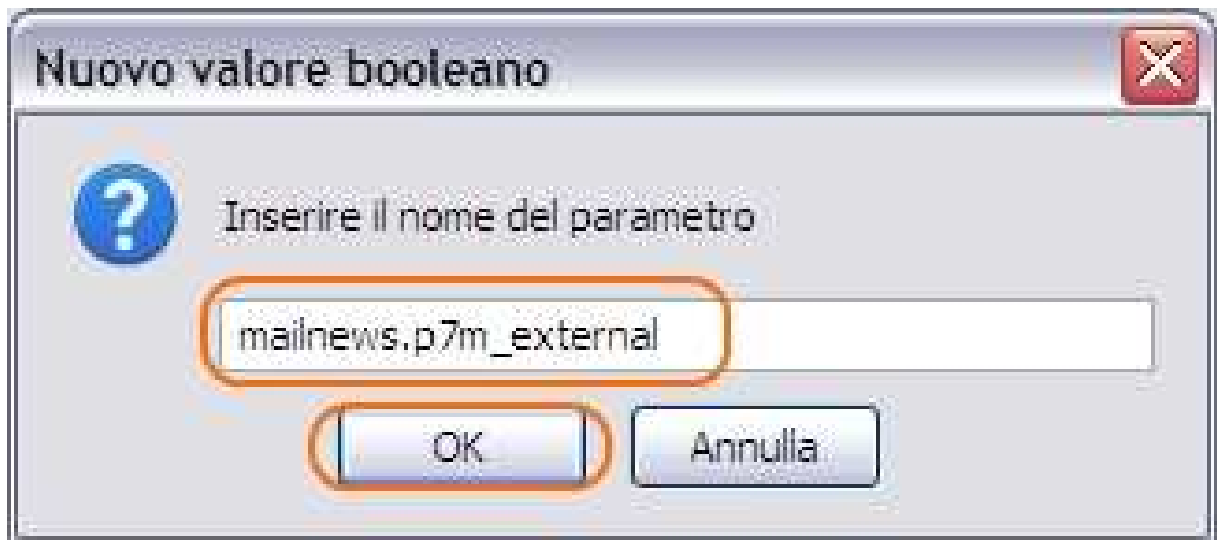 Nuovo valore booleano
Inserire il nome del parametro
mailnews.p7m_external
OK Annulla